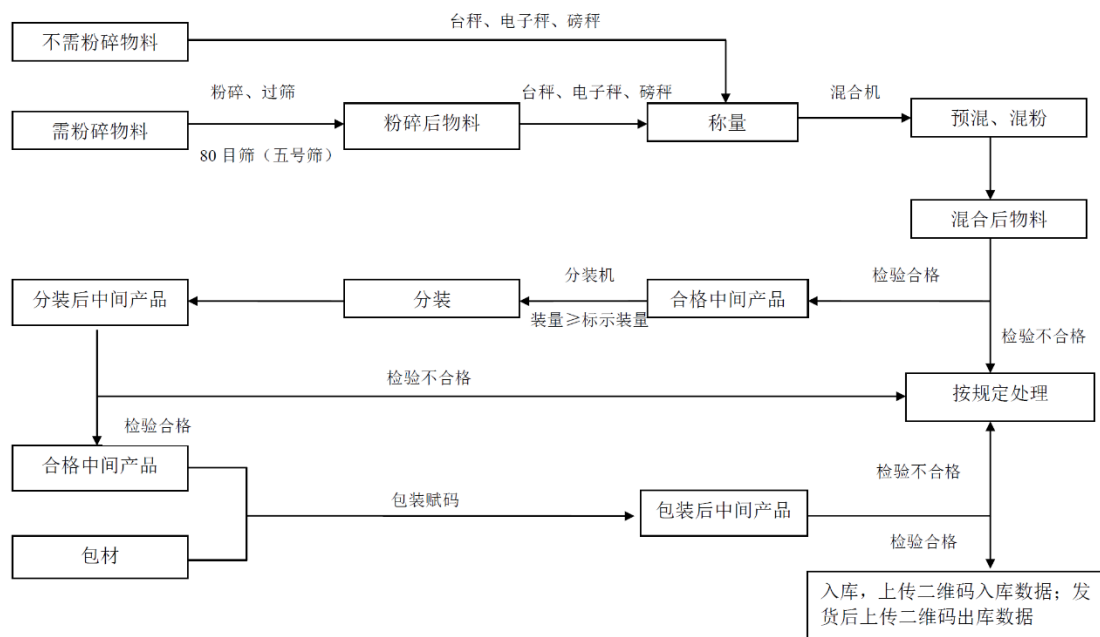 台秤、电子秤、磅秤
不需粉碎物料
粉碎、过筛
台秤、电子秤、磅秤
混合机
需粉碎物料
粉碎后物料
称量
预混、混粉
80 目筛（五号筛）
混合后物料
分装机
检验合格
分装后中间产品
分装
合格中间产品
装量≥标示装量
检验不合格
检验不合格
按规定处理
检验合格
合格中间产品
检验不合格
包装赋码
包装后中间产品
检验合格
包材
入库，上传二维码入库数据；发
货后上传二维码出库数据